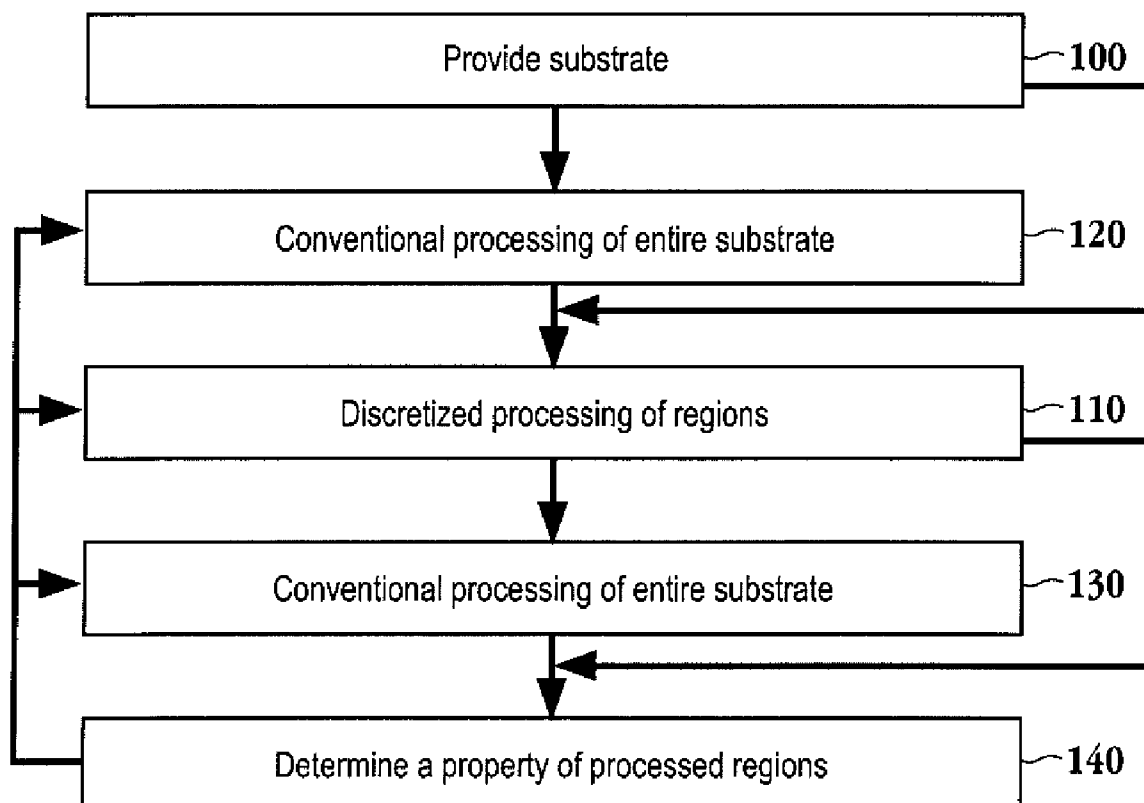 Provide substrate 100
Conventional processing of entire substrate 120
Discretized processing of regions 110
Conventional processing of entire substrate 130
Determine a property of processed regions 140